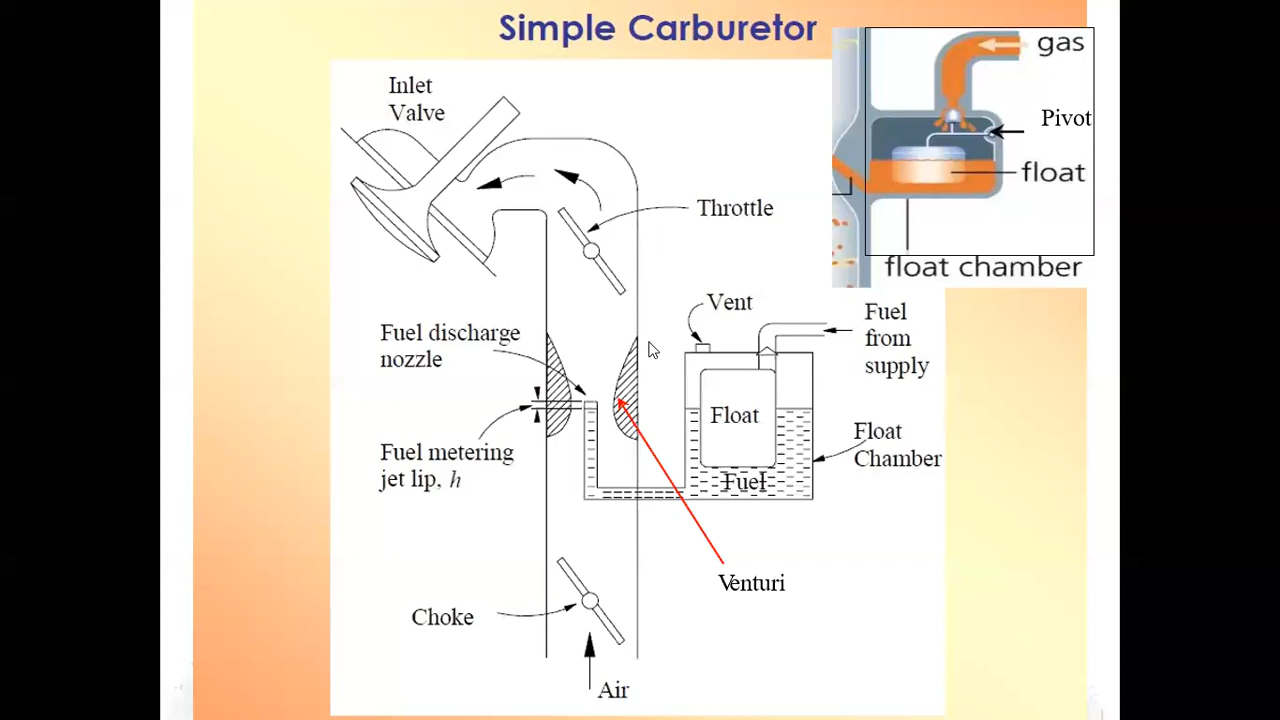 Simple Carburetor
gas
Pivot
float
float chamber
Inlet
Valve
Throttle
Vent
Fuel
from
supply
Fuel discharge
nozzle
Float
Float
Chamber
Fuel metering
jet lip, h
Fuel
Venturi
Choke
Air